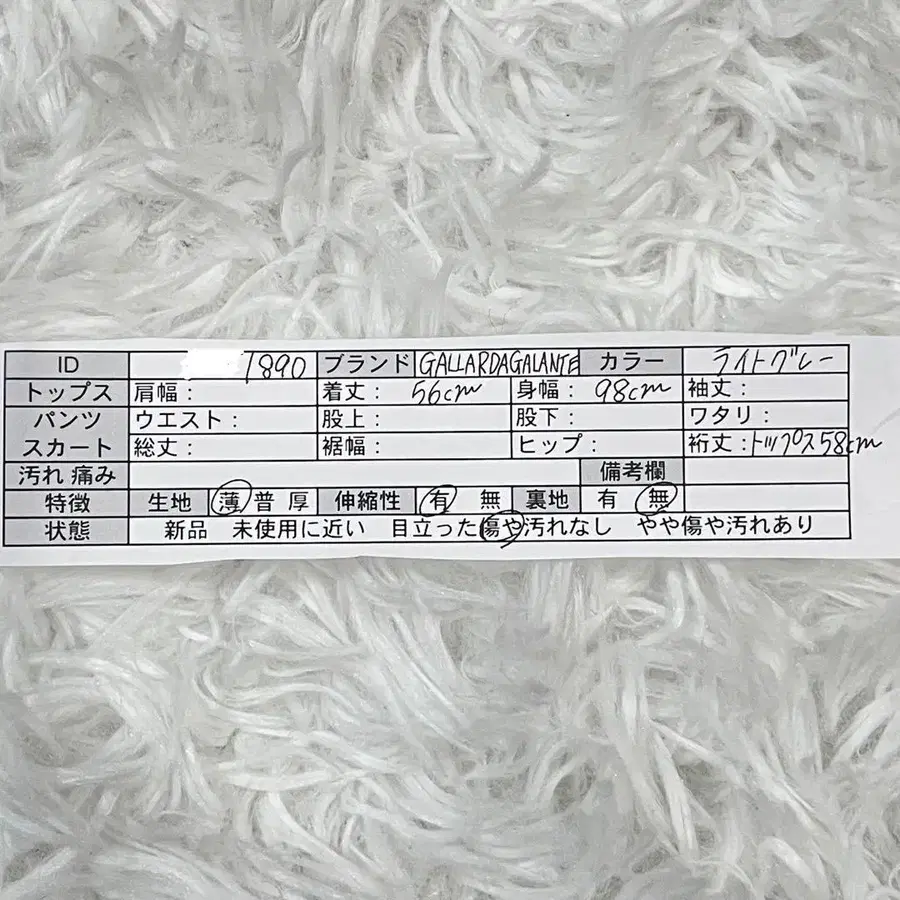 ID 1890 ブランド GALLARDAGALANTE カラー ライトグレー
トップス 肩幅： 着丈： 56cm 身幅： 98cm 袖丈：
パンツ ウエスト： 股上： 股下： ワタリ：
スカート 総丈： 裾幅： ヒップ： 裄丈：トップス58cm
汚れ 痛み 備考欄
特徴 生地 薄 普 厚 伸縮性 有 無 裏地 有 無
状態 新品 未使用に近い 目立った傷や汚れなし やや傷や汚れあり